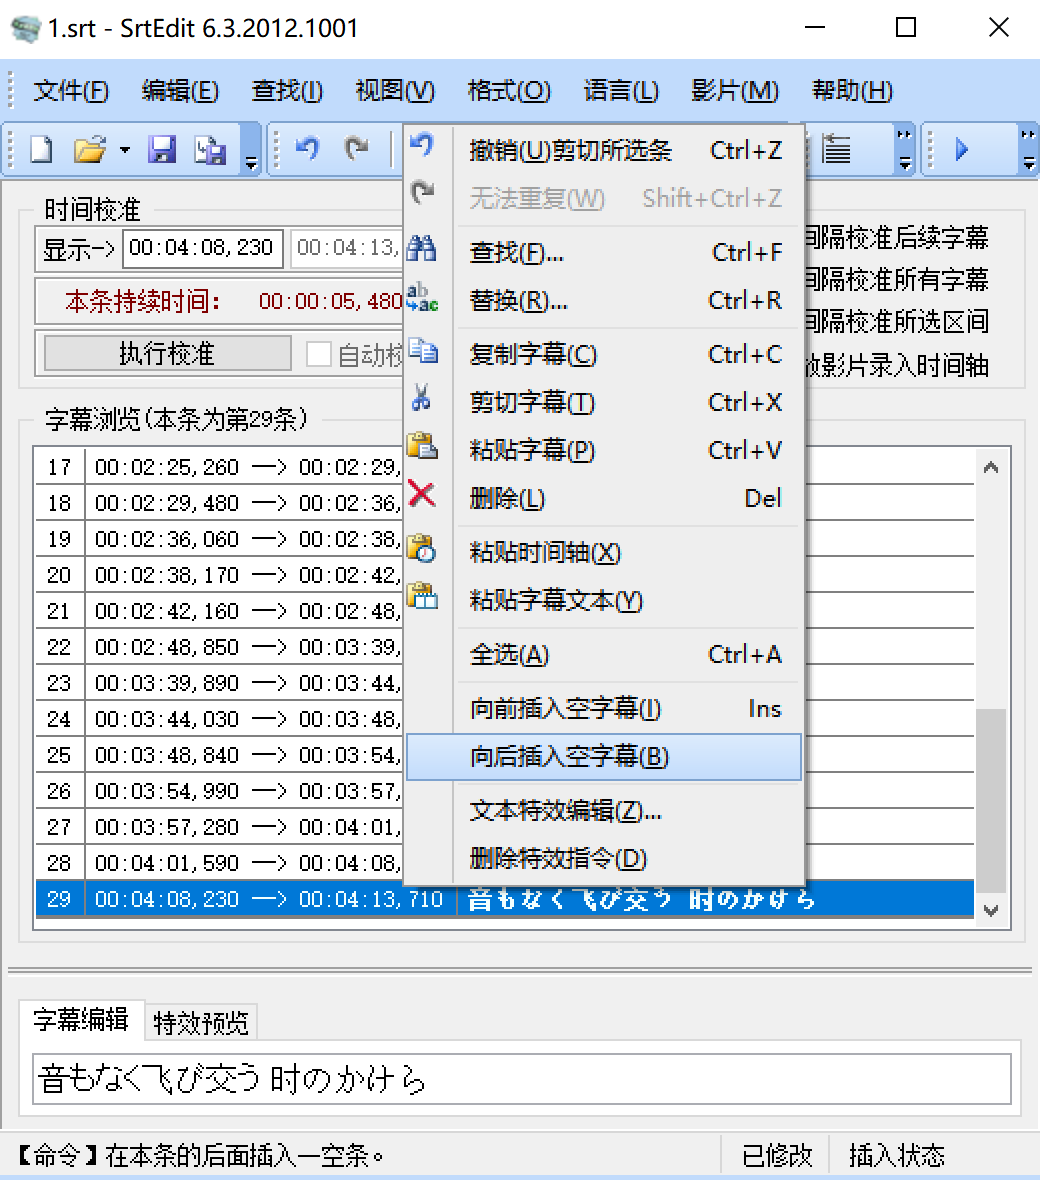 1.srt - SrtEdit 6.3.2012.1001
文件(F) 编辑(E) 查找(I) 视图(V) 格式(O) 语言(L) 影片(M) 帮助(H)
时间校准
显示-> 00:04:08,230 00:04:13,
本条持续时间: 00:00:05,480
执行校准 自动校
间隔校准后续字幕
间隔校准所有字幕
间隔校准所选区间
影片录入时间轴
撤销(U)剪切所选条 Ctrl+Z
无法重复(W) Shift+Ctrl+Z
查找(F)... Ctrl+F
替换(R)... Ctrl+R
复制字幕(C) Ctrl+C
剪切字幕(T) Ctrl+X
粘贴字幕(P) Ctrl+V
删除(L) Del
粘贴时间轴(X)
粘贴字幕文本(Y)
全选(A) Ctrl+A
向前插入空字幕(I) Ins
向后插入空字幕(B)
文本特效编辑(Z)...
删除特效指令(D)
字幕浏览(本条为第29条)
17 00:02:25,260 —> 00:02:29,
18 00:02:29,480 —> 00:02:36,
19 00:02:36,060 —> 00:02:38,
20 00:02:38,170 —> 00:02:42,
21 00:02:42,160 —> 00:02:48,
22 00:02:48,850 —> 00:03:39,
23 00:03:39,890 —> 00:03:44,
24 00:03:44,030 —> 00:03:48,
25 00:03:48,840 —> 00:03:54,
26 00:03:54,990 —> 00:03:57,
27 00:03:57,280 —> 00:04:01,
28 00:04:01,590 —> 00:04:08,
29 00:04:08,230 —> 00:04:13,710 音もなく飞び交う 时のかけら
字幕编辑 特效预览
音もなく飞び交う 时のかけら
【命令】在本条的后面插入一空条。 已修改 插入状态